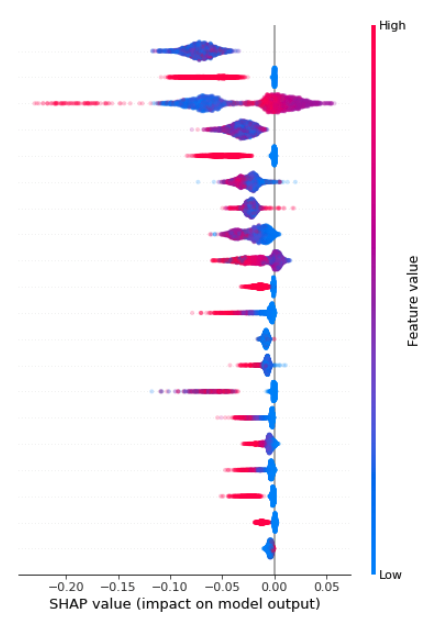 High
Feature value
Low
−0.20 −0.15 −0.10 −0.05 0.00 0.05
SHAP value (impact on model output)